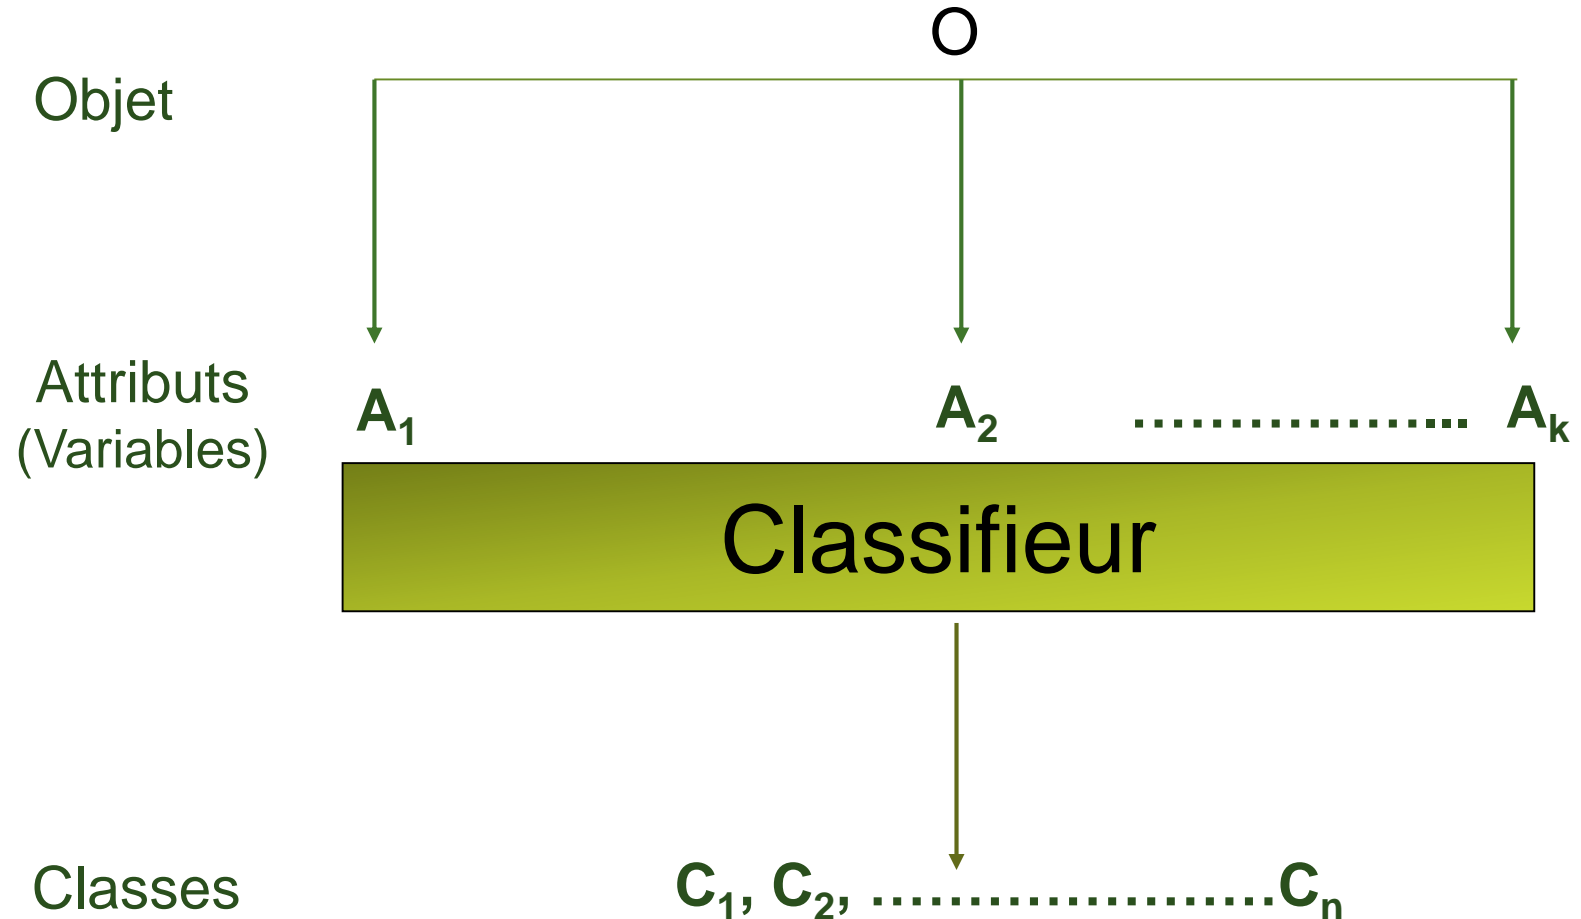 O
Objet
Attributs
(Variables)
A₁ A₂ ................... Aₖ
Classifieur
Classes
C₁, C₂, .....................Cₙ